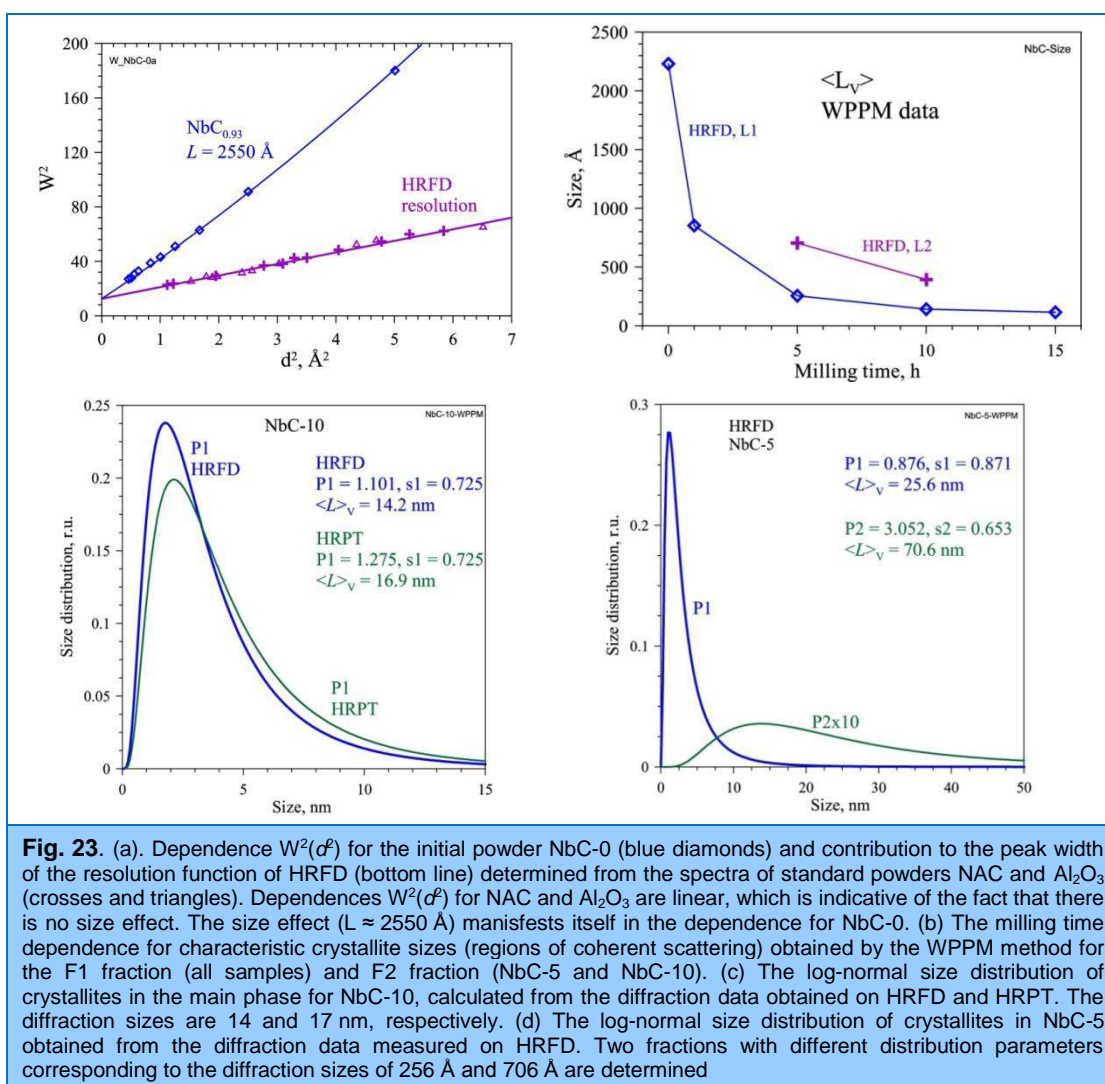 200
160
120
80
40
0
W²
W_NbC-0a
NbC₀.₉₃
L = 2550 Å
HRFD
resolution
0 1 2 3 4 5 6 7
d², Å²
2500
2000
1500
1000
500
0
Size, Å
NbC-Size
<L_V>
WPPM data
HRFD, L1
HRFD, L2
0 5 10 15
Milling time, h
0.25
0.2
0.15
0.1
0.05
0
Size distribution, r.u.
NbC-10
NbC-10-WPPM
P1
HRFD
HRFD
P1 = 1.101, s1 = 0.725
<L>_V = 14.2 nm
HRPT
P1 = 1.275, s1 = 0.725
<L>_V = 16.9 nm
P1
HRPT
0 5 10 15
Size, nm
0.3
0.2
0.1
0
Size distribution, r.u.
HRFD
NbC-5
NbC-5-WPPM
P1 = 0.876, s1 = 0.871
<L>_V = 25.6 nm
P2 = 3.052, s2 = 0.653
<L>_V = 70.6 nm
P1
P2x10
0 10 20 30 40 50
Size, nm
Fig. 23. (a). Dependence W²(d²) for the initial powder NbC-0 (blue diamonds) and contribution to the peak width
of the resolution function of HRFD (bottom line) determined from the spectra of standard powders NAC and Al₂O₃
(crosses and triangles). Dependences W²(d²) for NAC and Al₂O₃ are linear, which is indicative of the fact that there
is no size effect. The size effect (L ≈ 2550 Å) manifests itself in the dependence for NbC-0. (b) The milling time
dependence for characteristic crystallite sizes (regions of coherent scattering) obtained by the WPPM method for
the F1 fraction (all samples) and F2 fraction (NbC-5 and NbC-10). (c) The log-normal size distribution of
crystallites in the main phase for NbC-10, calculated from the diffraction data obtained on HRFD and HRPT. The
diffraction sizes are 14 and 17 nm, respectively. (d) The log-normal size distribution of crystallites in NbC-5
obtained from the diffraction data measured on HRFD. Two fractions with different distribution parameters
corresponding to the diffraction sizes of 256 Å and 706 Å are determined